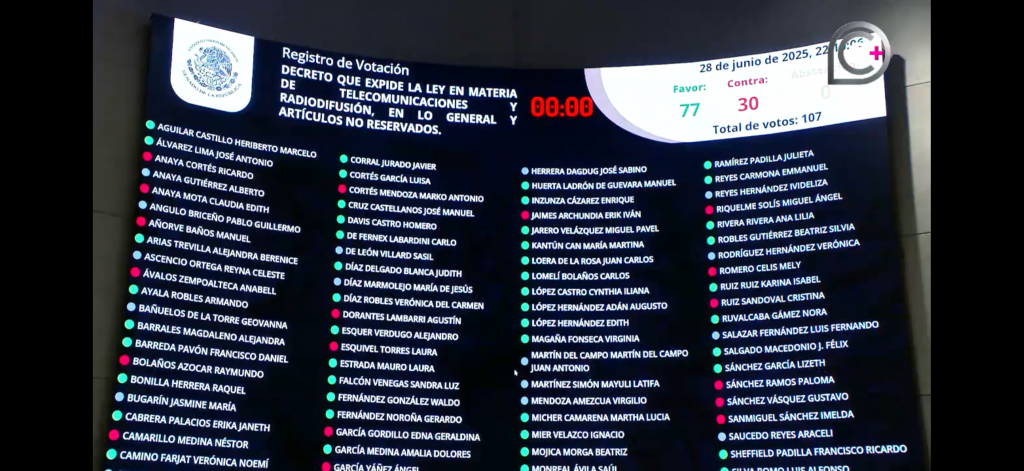 Registro de Votación
DECRETO QUE EXPIDE LA LEY EN MATERIA
DE TELECOMUNICACIONES Y
RADIODIFUSIÓN, EN LO GENERAL Y
ARTÍCULOS NO RESERVADOS.
00:00
28 de junio de 2025,
Favor:
77
Contra:
30
0
Total de votos: 107
AGUILAR CASTILLO HERIBERTO MARCELO
ÁLVAREZ LIMA JOSÉ ANTONIO
ANAYA CORTÉS RICARDO
ANAYA GUTIÉRREZ ALBERTO
ANAYA MOTA CLAUDIA EDITH
ANGULO BRICEÑO PABLO GUILLERMO
AÑORVE BAÑOS MANUEL
ARIAS TREVILLA ALEJANDRA BERENICE
ASCENCIO ORTEGA REYNA CELESTE
ÁVALOS ZEMPOALTECA ANABELL
AYALA ROBLES ARMANDO
BAÑUELOS DE LA TORRE GEOVANNA
BARRALES MAGDALENO ALEJANDRA
BARREDA PAVÓN FRANCISCO DANIEL
BOLAÑOS AZOCAR RAYMUNDO
BONILLA HERRERA RAQUEL
BUGARÍN JASMINE MARÍA
CABRERA PALACIOS ERIKA JANETH
CAMARILLO MEDINA NÉSTOR
CAMINO FARJAT VERÓNICA NOEMÍ
CORRAL JURADO JAVIER
CORTÉS GARCÍA LUISA
CORTÉS MENDOZA MARKO ANTONIO
CRUZ CASTELLANOS JOSÉ MANUEL
DAVIS CASTRO HOMERO
DE FERNEX LABARDINI CARLO
DE LEÓN VILLARD SASIL
DÍAZ DELGADO BLANCA JUDITH
DÍAZ MARMOLEJO MARÍA DE JESÚS
DÍAZ ROBLES VERÓNICA DEL CARMEN
DORANTES LAMBARRI AGUSTÍN
ESQUER VERDUGO ALEJANDRO
ESQUIVEL TORRES LAURA
ESTRADA MAURO LAURA
FALCÓN VENEGAS SANDRA LUZ
FERNÁNDEZ GONZÁLEZ WALDO
FERNÁNDEZ NOROÑA GERARDO
GARCÍA GORDILLO EDNA GERALDINA
GARCÍA MEDINA AMALIA DOLORES
GARCÍA YÁÑEZ ÁNGEL
HERRERA DAGDUG JOSÉ SABINO
HUERTA LADRÓN DE GUEVARA MANUEL
INZUNZA CÁZAREZ ENRIQUE
JAIMES ARCHUNDIA ERIK IVÁN
JARERO VELÁZQUEZ MIGUEL PAVEL
KANTÚN CAN MARÍA MARTINA
LOERA DE LA ROSA JUAN CARLOS
LOMELÍ BOLAÑOS CARLOS
LÓPEZ CASTRO CYNTHIA ILIANA
LÓPEZ HERNÁNDEZ ADÁN AUGUSTO
LÓPEZ HERNÁNDEZ EDITH
MAGAÑA FONSECA VIRGINIA
MARTÍN DEL CAMPO MARTÍN DEL CAMPO
JUAN ANTONIO
MARTÍNEZ SIMÓN MAYULI LATIFA
MENDOZA AMEZCUA VIRGILIO
MICHER CAMARENA MARTHA LUCIA
MIER VELAZCO IGNACIO
MOJICA MORGA BEATRIZ
MONREAL ÁVILA SAÚL
RAMÍREZ PADILLA JULIETA
REYES CARMONA EMMANUEL
REYES HERNÁNDEZ IVIDELIZA
RIQUELME SOLÍS MIGUEL ÁNGEL
RIVERA RIVERA ANA LILIA
ROBLES GUTIÉRREZ BEATRIZ SILVIA
RODRÍGUEZ HERNÁNDEZ VERÓNICA
ROMERO CELIS MELY
RUIZ RUIZ KARINA ISABEL
RUIZ SANDOVAL CRISTINA
RUVALCABA GÁMEZ NORA
SALAZAR FERNÁNDEZ LUIS FERNANDO
SALGADO MACEDONIO J. FÉLIX
SÁNCHEZ GARCÍA LIZETH
SÁNCHEZ RAMOS PALOMA
SÁNCHEZ VÁSQUEZ GUSTAVO
SANMIGUEL SÁNCHEZ IMELDA
SAUCEDO REYES ARACELI
SHEFFIELD PADILLA FRANCISCO RICARDO
SILVA ROMO LUIS ALFONSO